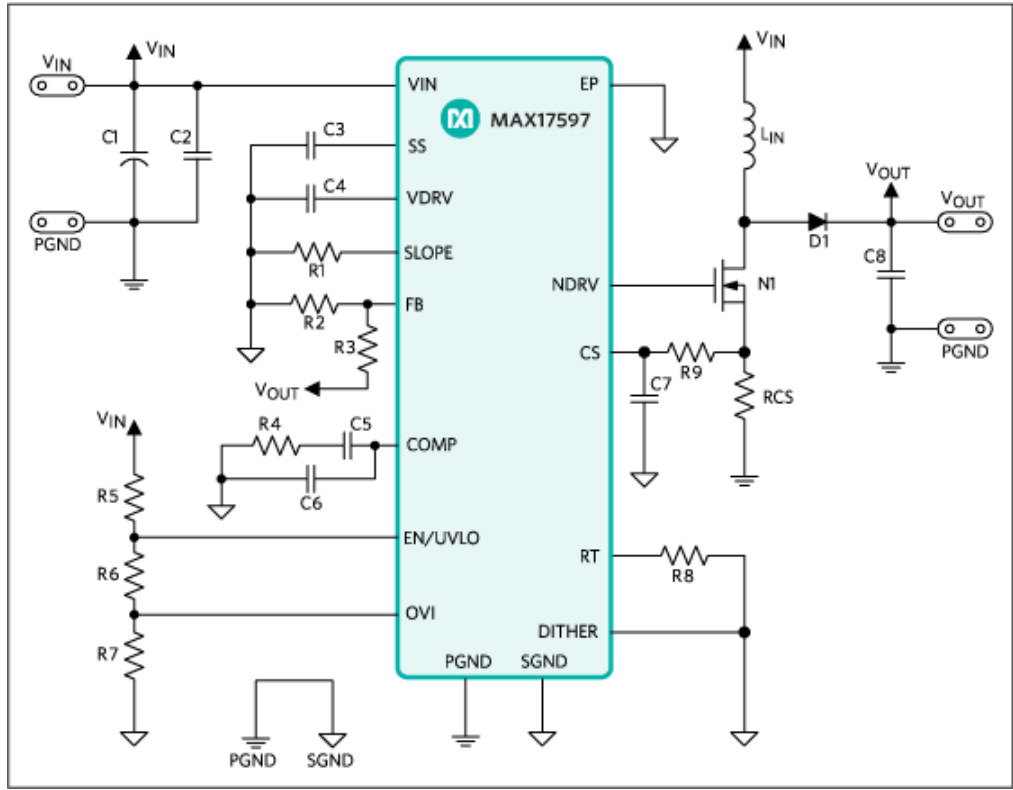 VIN
VIN
C1
C2
PGND
C3
C4
R1
R2
R3
VOUT
VIN
R4
C5
C6
R5
R6
R7
PGND
SGND
VIN
EP
MAX17597
SS
VDRV
SLOPE
FB
NDRV
CS
COMP
EN/UVLO
RT
OVI
DITHER
PGND
SGND
VIN
LIN
VOUT
VOUT
D1
C8
N1
PGND
R9
C7
RCS
R8